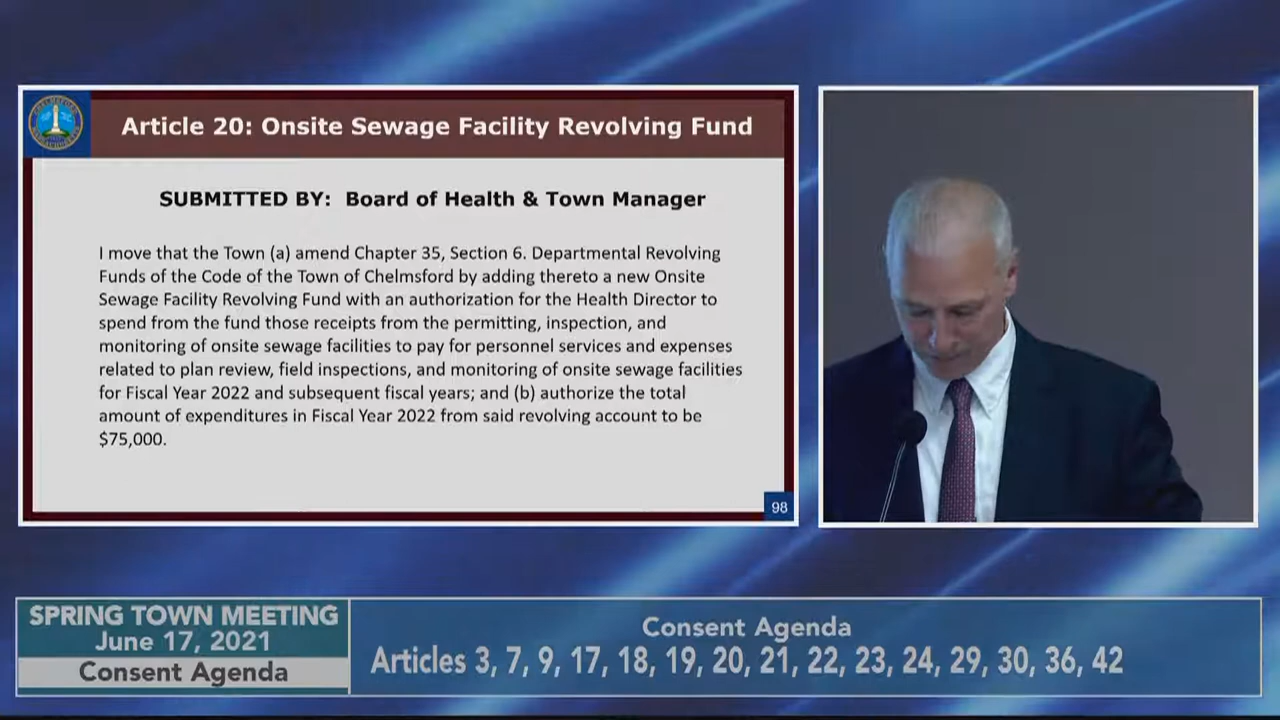 Article 20: Onsite Sewage Facility Revolving Fund
SUBMITTED BY: Board of Health & Town Manager
I move that the Town (a) amend Chapter 35, Section 6. Departmental Revolving
Funds of the Code of the Town of Chelmsford by adding thereto a new Onsite
Sewage Facility Revolving Fund with an authorization for the Health Director to
spend from the fund those receipts from the permitting, inspection, and
monitoring of onsite sewage facilities to pay for personnel services and expenses
related to plan review, field inspections, and monitoring of onsite sewage facilities
for Fiscal Year 2022 and subsequent fiscal years; and (b) authorize the total
amount of expenditures in Fiscal Year 2022 from said revolving account to be
$75,000.
98
SPRING TOWN MEETING
June 17, 2021
Consent Agenda
Consent Agenda
Articles 3, 7, 9, 17, 18, 19, 20, 21, 22, 23, 24, 29, 30, 36, 42